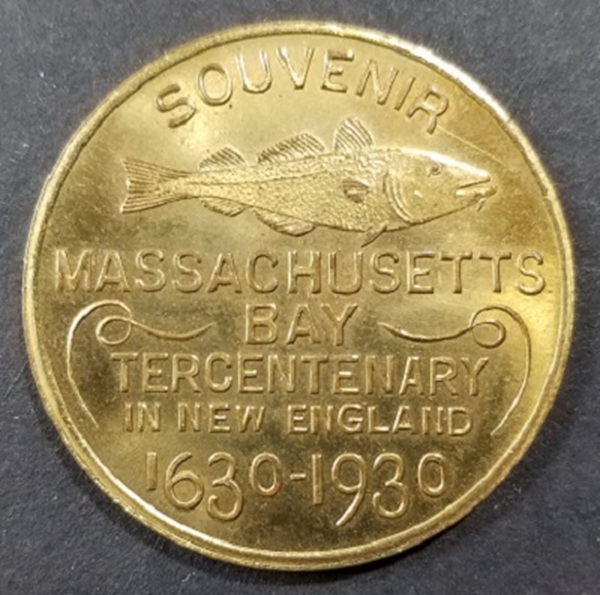 SOUVENIR
MASSACHUSETTS
BAY
TERCENTENARY
IN NEW ENGLAND
1630-1930